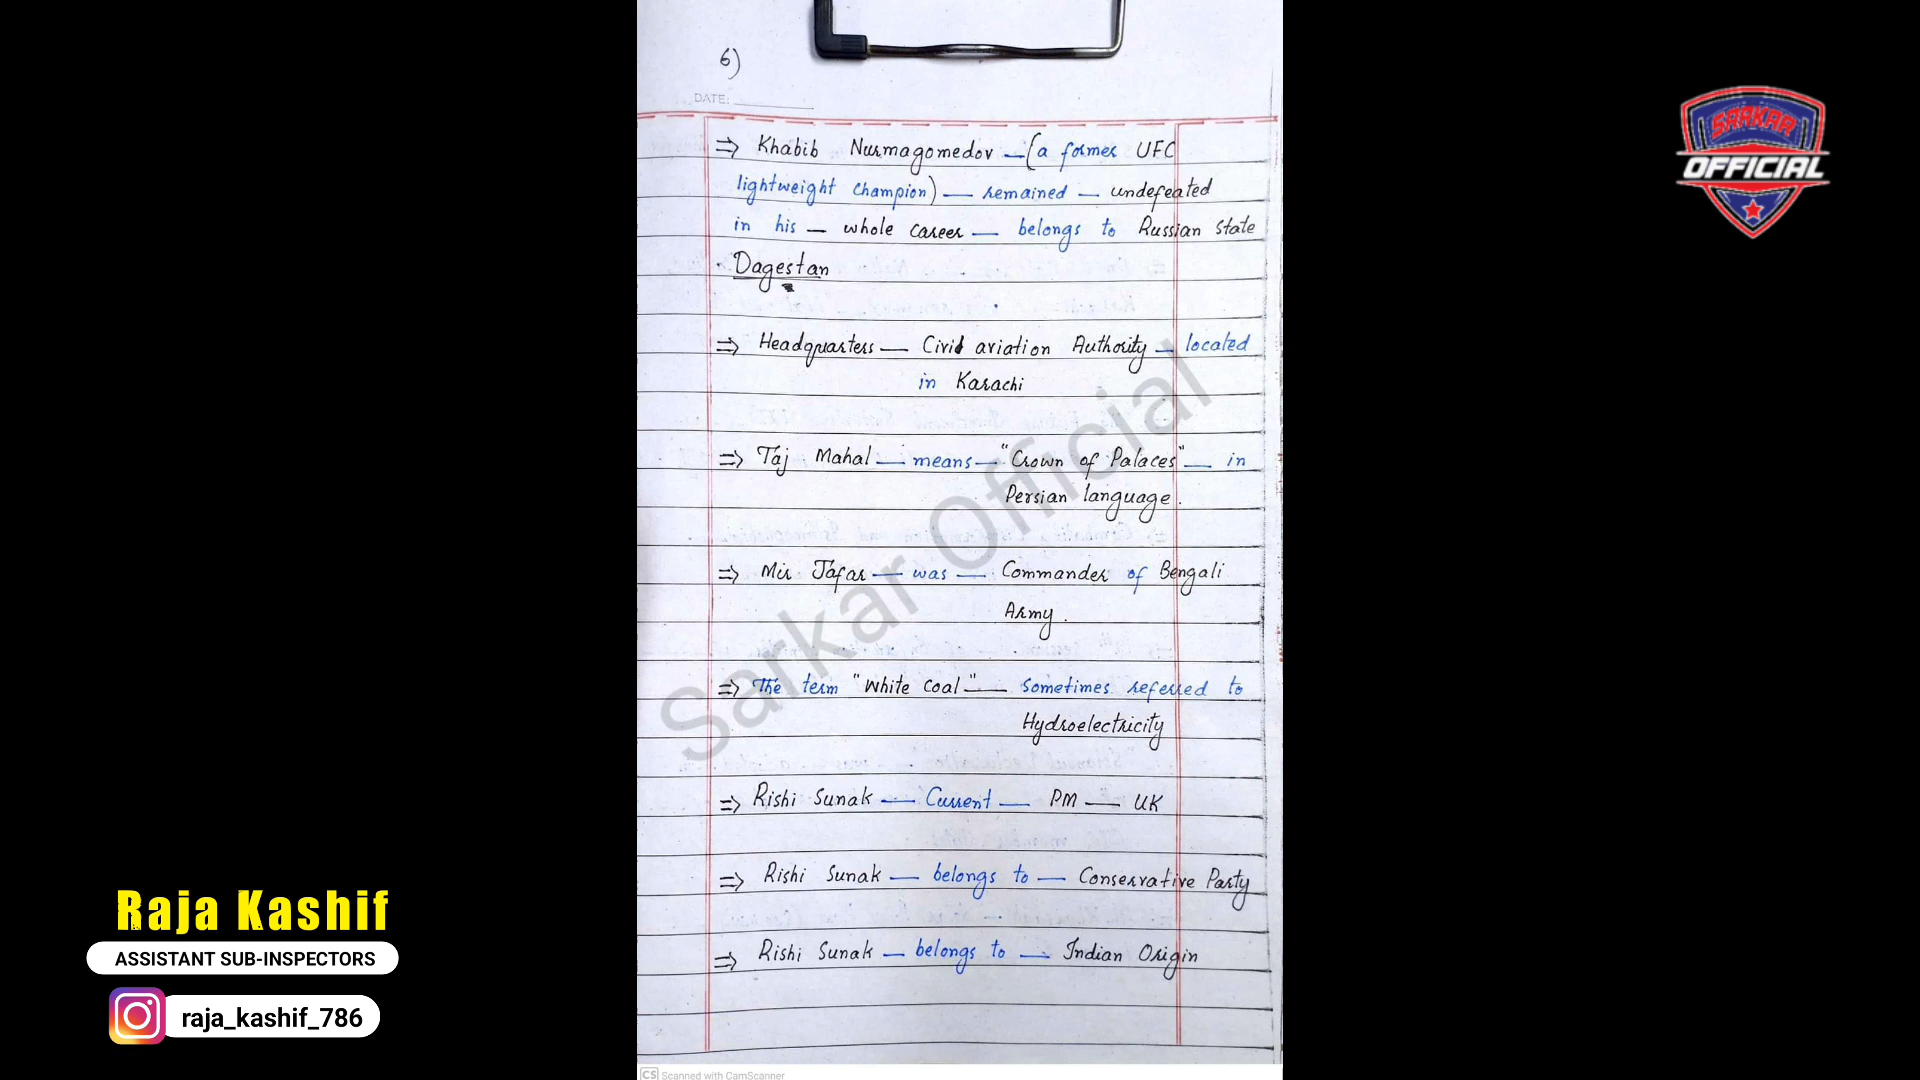 6)
DATE:
⇒ Khabib Nurmagomedov — (a former UFC
lightweight champion) — remained — undefeated
in his — whole career — belongs to Russian state
Dagestan
⇒ Headquarters — Civil aviation Authority — located
in Karachi
⇒ Taj Mahal — means — "Crown of Palaces" — in
Persian language.
⇒ Mir Jafar — was — Commander of Bengali
Army.
⇒ The term "White Coal" — sometimes referred to
Hydroelectricity
⇒ Rishi Sunak — Current — PM — UK
⇒ Rishi Sunak — belongs to — Conservative Party
⇒ Rishi Sunak — belongs to — Indian Origin
Sarkar Official
CS Scanned with CamScanner
SARKAR
OFFICIAL
Raja Kashif
ASSISTANT SUB-INSPECTORS
raja_kashif_786